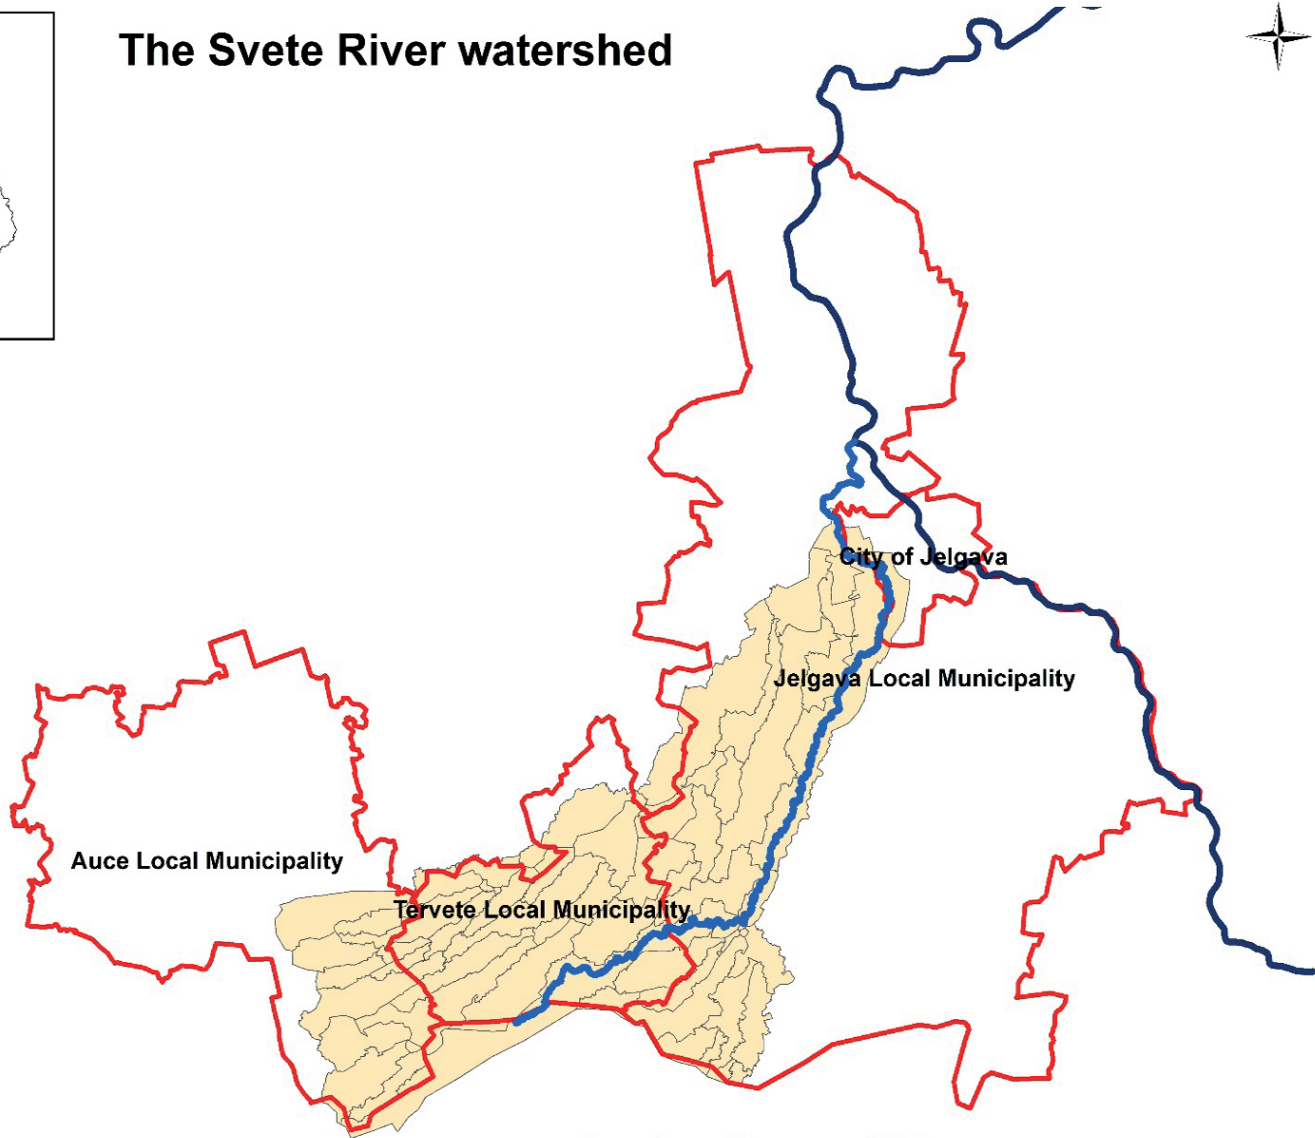 The Svete River watershed
City of Jelgava
Jelgava Local Municipality
Auce Local Municipality
Tervete Local Municipality